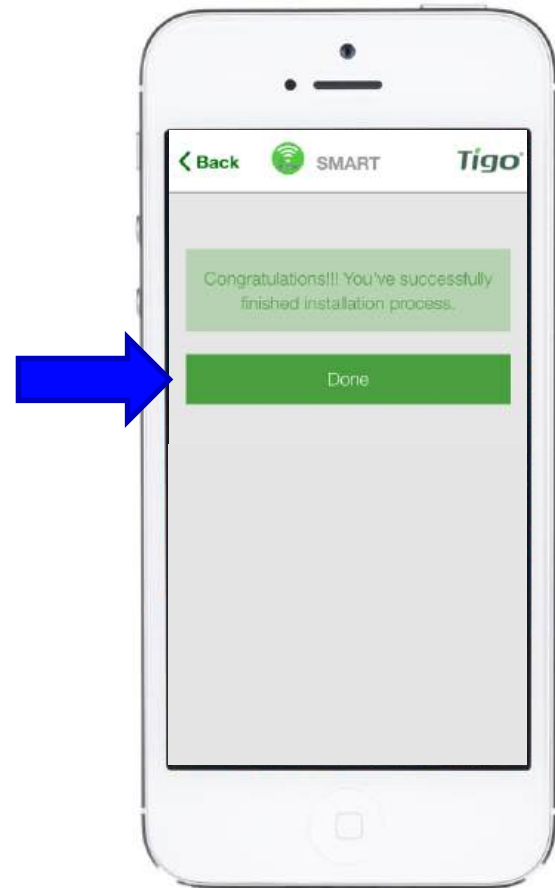 Back SMART Tigo
Congratulations!!! You've successfully
finished installation process.
Done